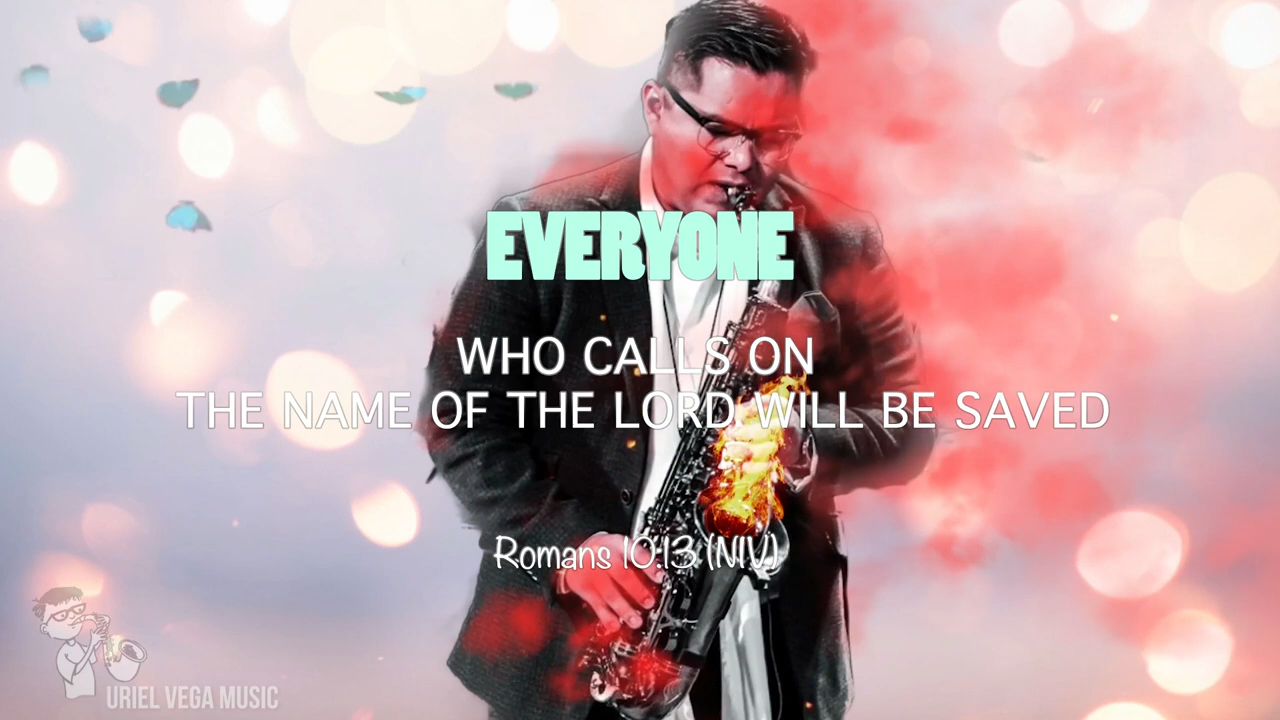 EVERYONE
WHO CALLS ON
THE NAME OF THE LORD WILL BE SAVED
Romans 10:13 (NIV)
URIEL VEGA MUSIC